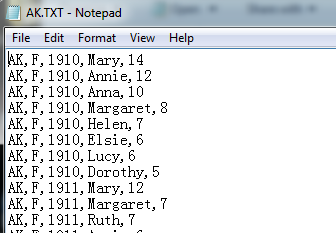 AK.TXT - Notepad
File Edit Format View Help
AK,F,1910,Mary,14
AK,F,1910,Annie,12
AK,F,1910,Anna,10
AK,F,1910,Margaret,8
AK,F,1910,Helen,7
AK,F,1910,Elsie,6
AK,F,1910,Lucy,6
AK,F,1910,Dorothy,5
AK,F,1911,Mary,12
AK,F,1911,Margaret,7
AK,F,1911,Ruth,7